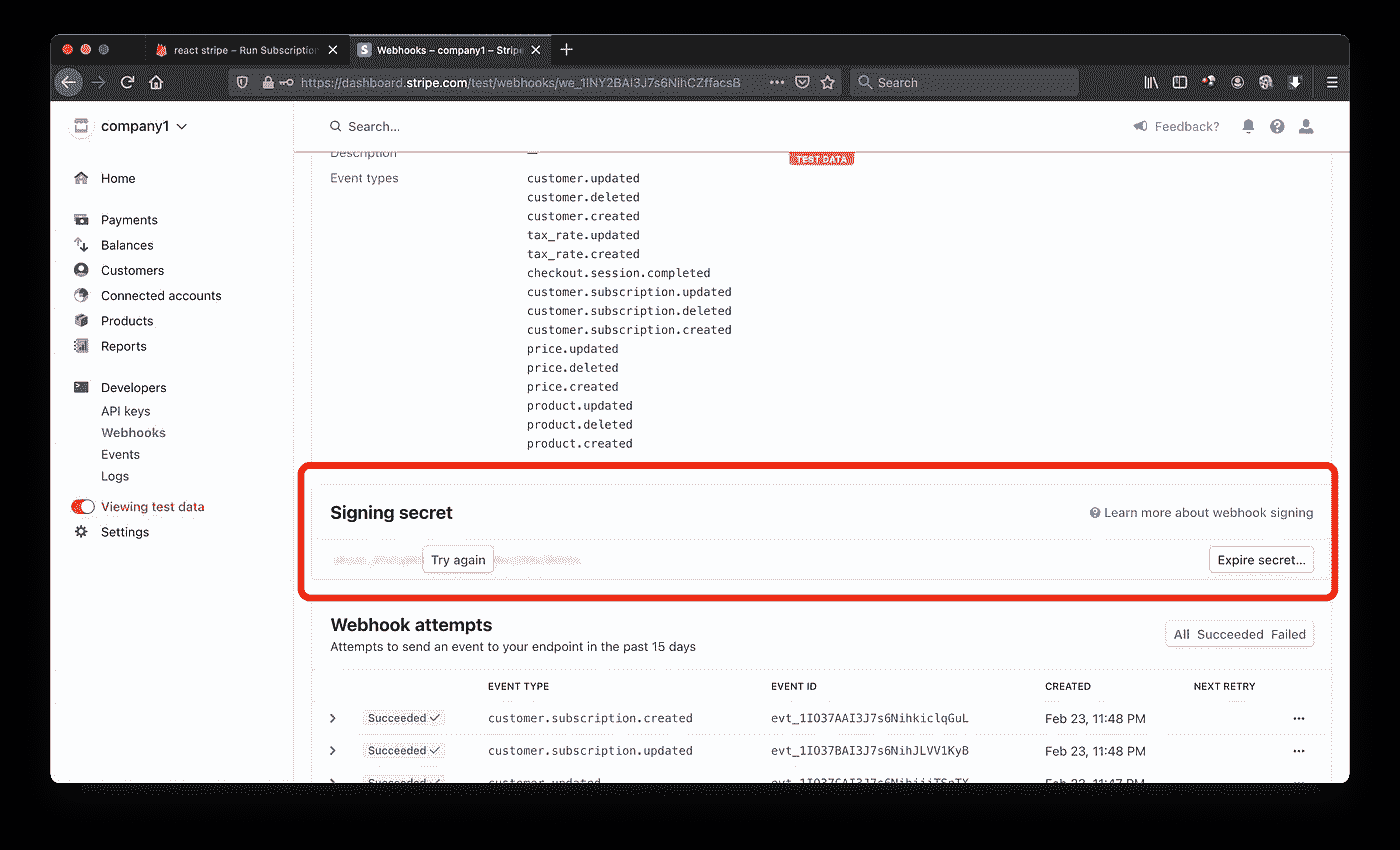 react stripe – Run Subscription
Webhooks – company1 – Stripe
https://dashboard.stripe.com/test/webhooks/we_1INY2BAI3J7s6NihCZffacsB
Search
company1
Search...
Feedback?
Home
Payments
Balances
Customers
Connected accounts
Products
Reports
Developers
API keys
Webhooks
Events
Logs
Viewing test data
Settings
Description
TEST DATA
Event types
customer.updated
customer.deleted
customer.created
tax_rate.updated
tax_rate.created
checkout.session.completed
customer.subscription.updated
customer.subscription.deleted
customer.subscription.created
price.updated
price.deleted
price.created
product.updated
product.deleted
product.created
Signing secret
Learn more about webhook signing
Try again
Expire secret...
Webhook attempts
Attempts to send an event to your endpoint in the past 15 days
All Succeeded Failed
EVENT TYPE EVENT ID CREATED NEXT RETRY
Succeeded ✓ customer.subscription.created evt_1IO37AAI3J7s6NihkiclqGuL Feb 23, 11:48 PM
Succeeded ✓ customer.subscription.updated evt_1IO37BAI3J7s6NihJLVV1KyB Feb 23, 11:48 PM
Succeeded ✓ customer.updated Feb 23, 11:47 PM